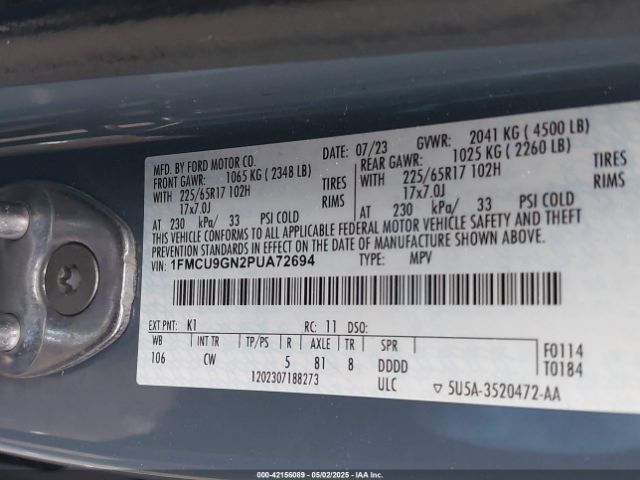 MFD. BY FORD MOTOR CO. 07/23 GVWR: 2041 KG ( 4500 LB)
FRONT GAWR: 1065 KG ( 2348 LB) REAR GAWR: 1025 KG ( 2260 LB)
WITH 225/65R17 102H TIRES WITH 225/65R17 102H TIRES
17x7.0J RIMS 17x7.0J RIMS
AT 230 kPa/ 33 PSI COLD AT 230 kPa/ 33 PSI COLD
THIS VEHICLE CONFORMS TO ALL APPLICABLE FEDERAL MOTOR VEHICLE SAFETY AND THEFT
PREVENTION STANDARDS IN EFFECT ON THE DATE OF MANUFACTURE SHOWN ABOVE.
VIN: 1FMCU9GN2PUA72694 TYPE: MPV
EXT PNT: K1 RC: 11 DSO:
WB INT TR TP/PS R AXLE TR SPR F0114
106 CW 5 81 8 DDDD T0184
1202307188273 ULC ▽ 5U5A-3520472-AA
000-42156089 - 05/02/2025 - IAAI, Inc.